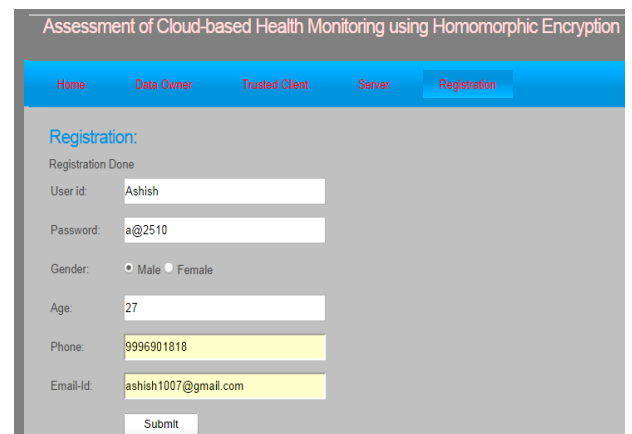 Assessment of Cloud-based Health Monitoring using Homomorphic Encryption
Home Data Owner Trusted Client Server Registration
Registration:
Registration Done
User id: Ashish
Password: a@2510
Gender: Male Female
Age: 27
Phone: 9996901818
Email-Id: ashish1007@gmail.com
Submit